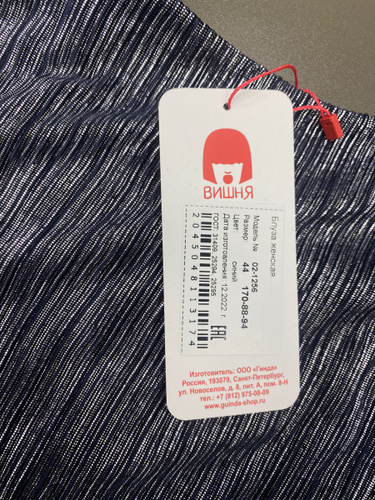 ВИШНЯ
Блуза женская
Модель № 02-1256
Размер: 44 170-88-94
Цвет: синий
Дата изготовления: 12.2022 г.
ГОСТ: 31409, 25294, 25295
EAC
2045048113174
Изготовитель: ООО «Гинда»
Россия, 193079, Санкт-Петербург,
ул. Новоселов, д. 8, лит. А, пом. 8-Н
тел.: +7 (812) 975-08-09
www.guinda-shop.ru